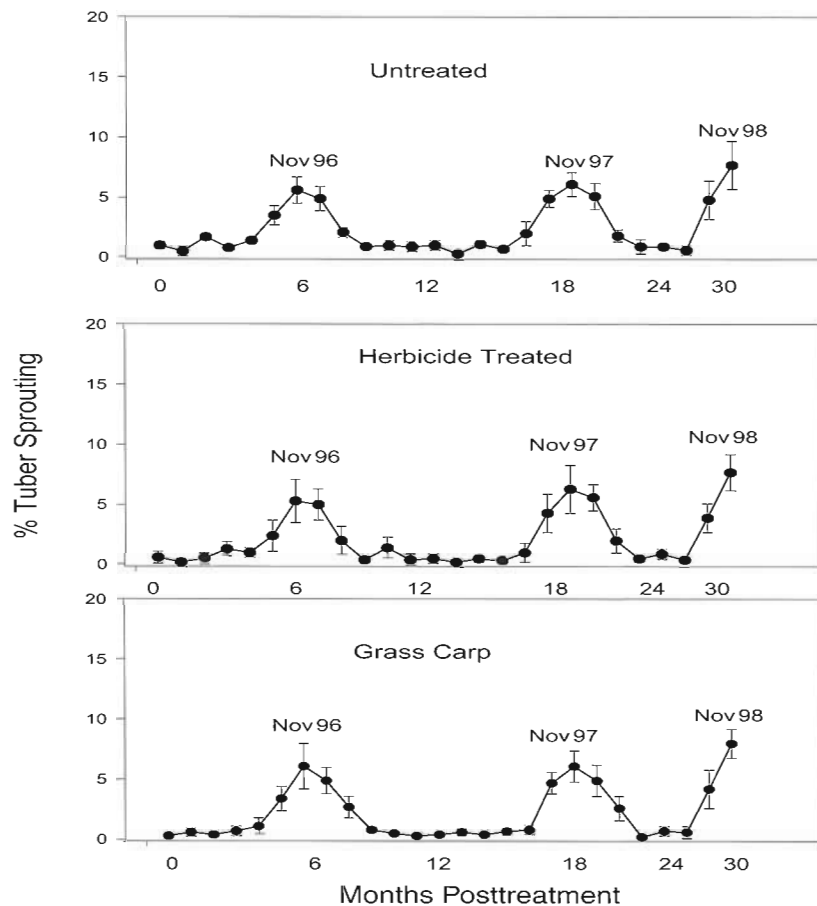 % Tuber Sprouting
20
Untreated
15
10
Nov 96
Nov 97
Nov 98
5
0
0 6 12 18 24 30
20
Herbicide Treated
15
10
Nov 96
Nov 97
Nov 98
5
0
0 6 12 18 24 30
20
Grass Carp
15
10
Nov 96
Nov 97
Nov 98
5
0
0 6 12 18 24 30
Months Posttreatment